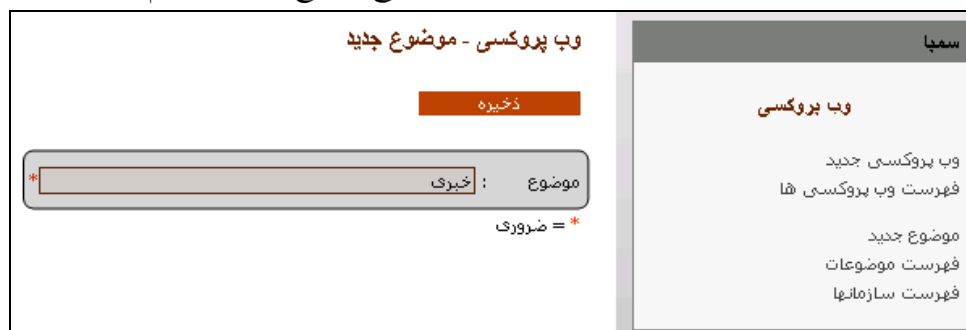 سمبا
وب پروکسی
وب پروکسی جدید
فهرست وب پروکسی ها
موضوع جدید
فهرست موضوعات
فهرست سازمانها
وب پروکسی - موضوع جدید
ذخیره
موضوع : خبری *
* = ضروری